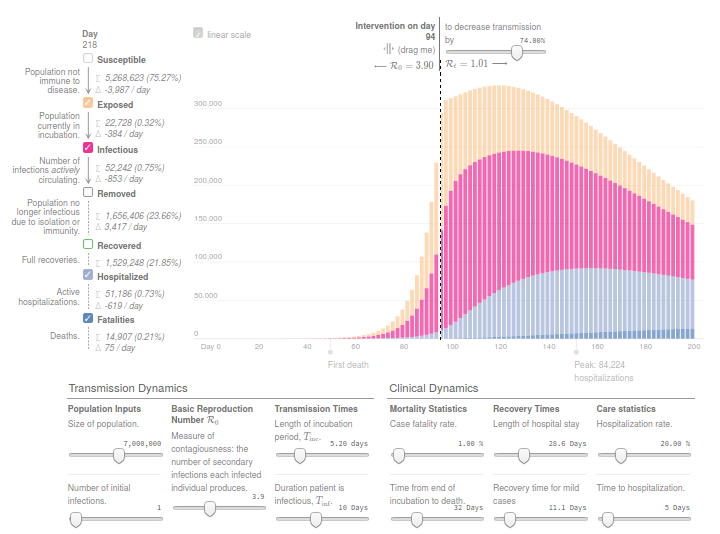 Day
218
linear scale
Intervention on day
94
(drag me)
← R₀ = 3.90
to decrease transmission
by
74.00%
Rₜ = 1.01 →
Susceptible
Population not
immune to
disease.
Σ 5,268,623 (75.27%)
Δ -3,987 / day
Exposed
Population
currently in
incubation.
Σ 22,728 (0.32%)
Δ -384 / day
Infectious
Number of
infections actively
circulating.
Σ 52,242 (0.75%)
Δ -853 / day
Removed
Population no
longer infectious
due to isolation or
immunity.
Σ 1,656,406 (23.66%)
Δ 3,417 / day
Recovered
Full recoveries.
Σ 1,529,248 (21.85%)
Hospitalized
Active
hospitalizations.
Σ 51,186 (0.73%)
Δ -619 / day
Fatalities
Deaths.
Σ 14,907 (0.21%)
Δ 75 / day
300,000
250,000
200,000
150,000
100,000
50,000
0
Day 0 20 40 60 80 100 120 140 160 180 200
First death
Peak: 84,224
hospitalizations
Transmission Dynamics
Population Inputs
Size of population.
7,000,000
Number of initial
infections.
1
Basic Reproduction
Number R₀
Measure of
contagiousness: the
number of secondary
infections each infected
individual produces.
3.9
Transmission Times
Length of incubation
period, T_inc.
5.20 days
Duration patient is
infectious, T_inf.
10 Days
Clinical Dynamics
Mortality Statistics
Case fatality rate.
1.00 %
Time from end of
incubation to death.
32 Days
Recovery Times
Length of hospital stay
28.6 Days
Recovery time for mild
cases
11.1 Days
Care statistics
Hospitalization rate.
20.00 %
Time to hospitalization.
5 Days